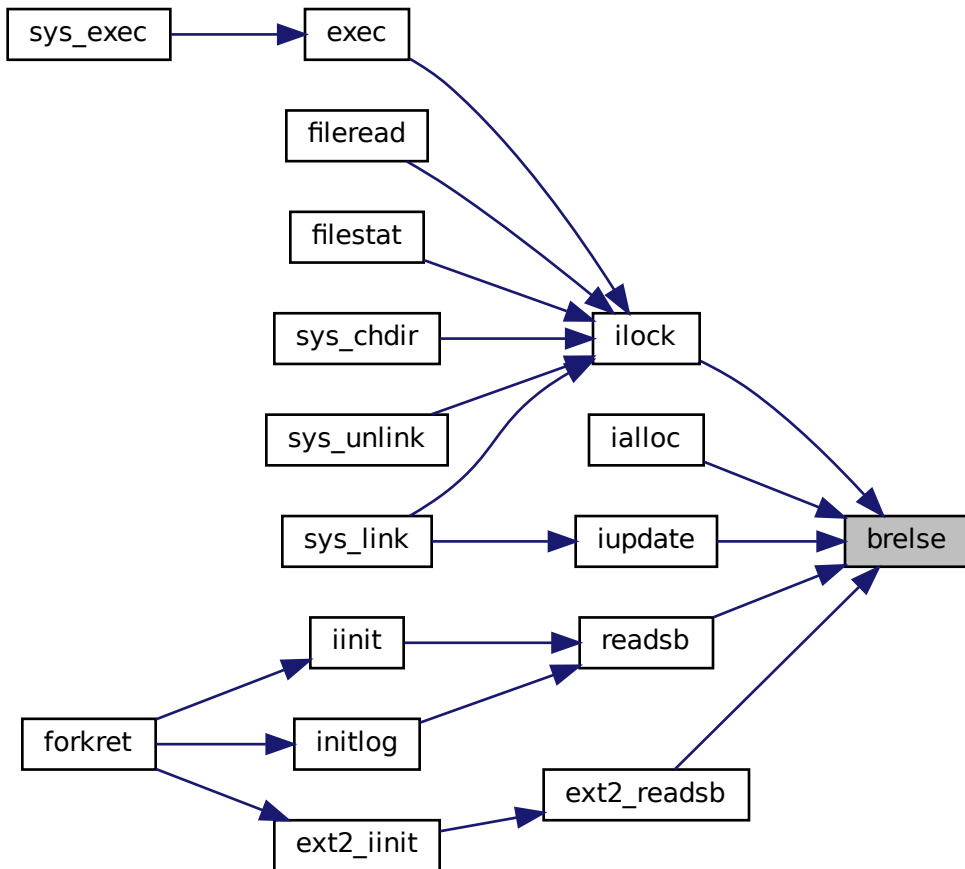 sys_exec
exec
fileread
filestat
sys_chdir
ilock
sys_unlink
ialloc
sys_link
iupdate
brelse
iinit
readsb
forkret
initlog
ext2_readsb
ext2_iinit